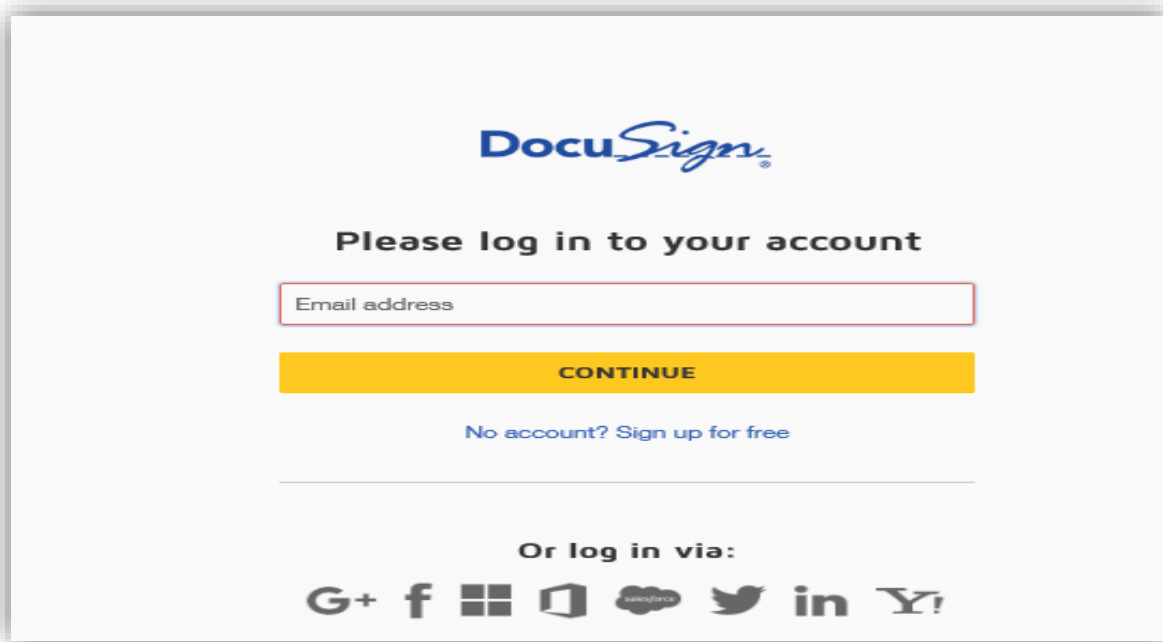 DocuSign®
Please log in to your account
Email address
CONTINUE
No account? Sign up for free
Or log in via:
G+ f salesforce in Y!